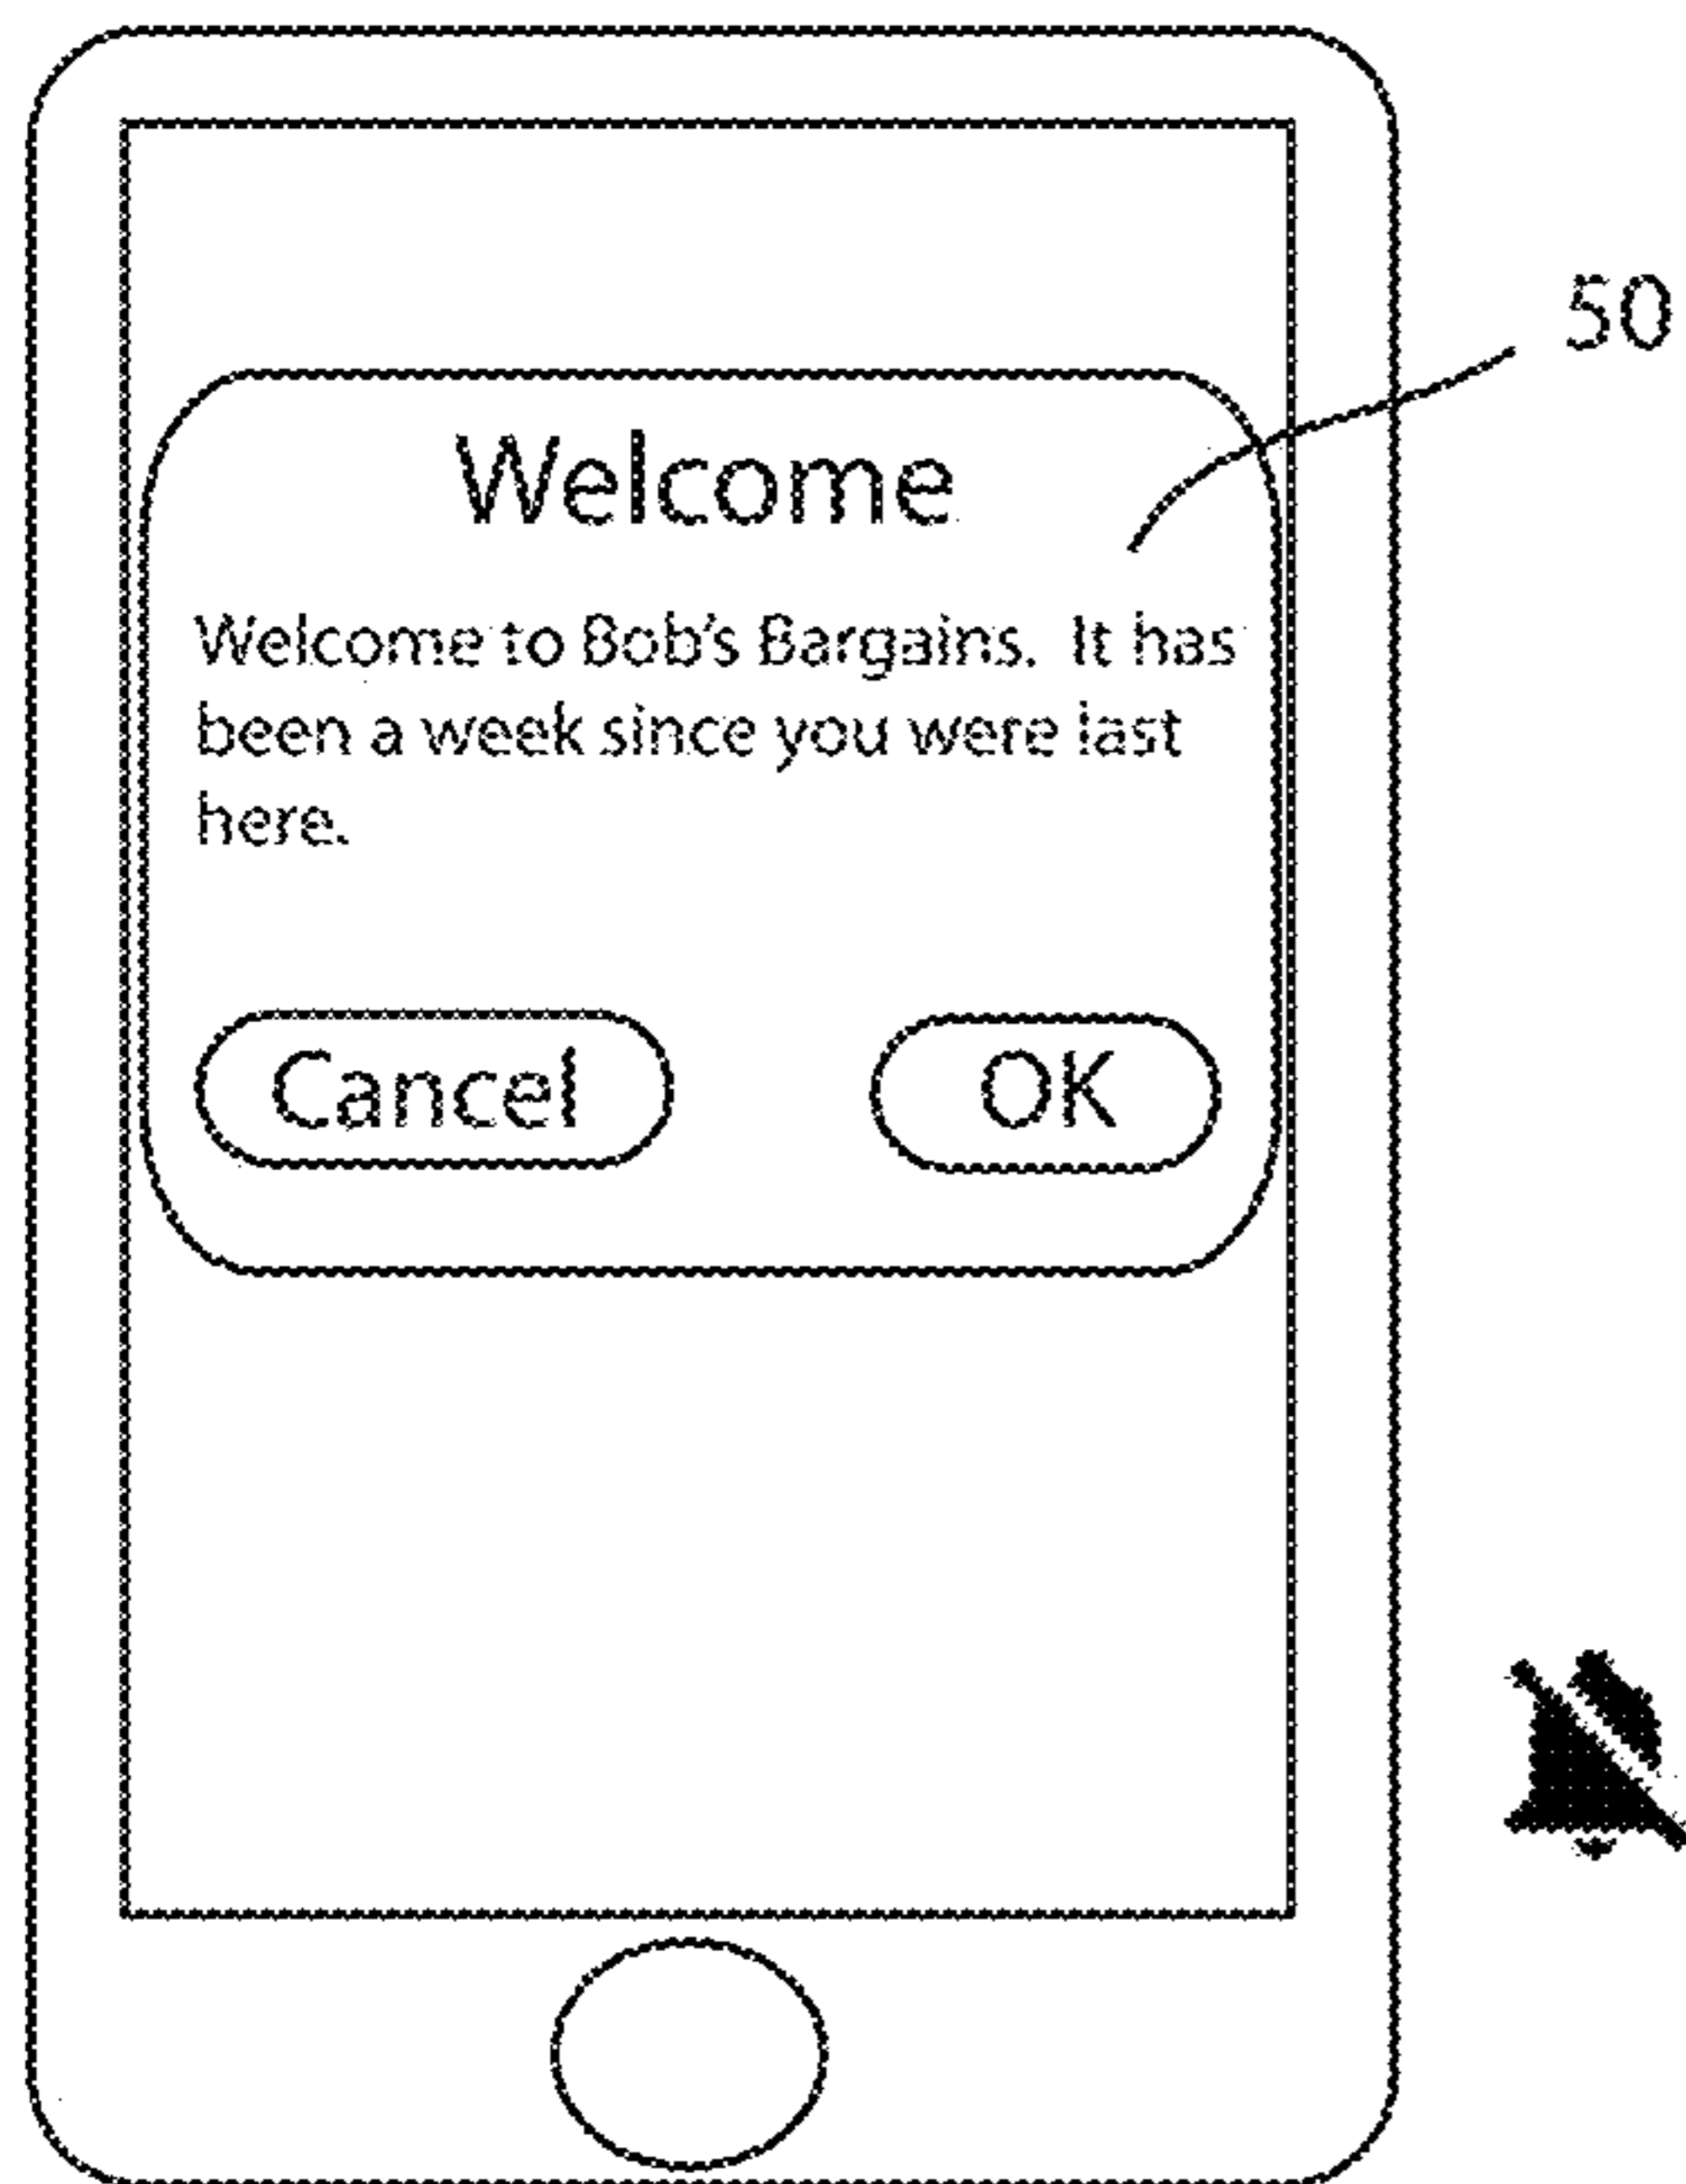 50
Welcome
Welcome to Bob's Bargains. It has
been a week since you were last
here.
Cancel OK